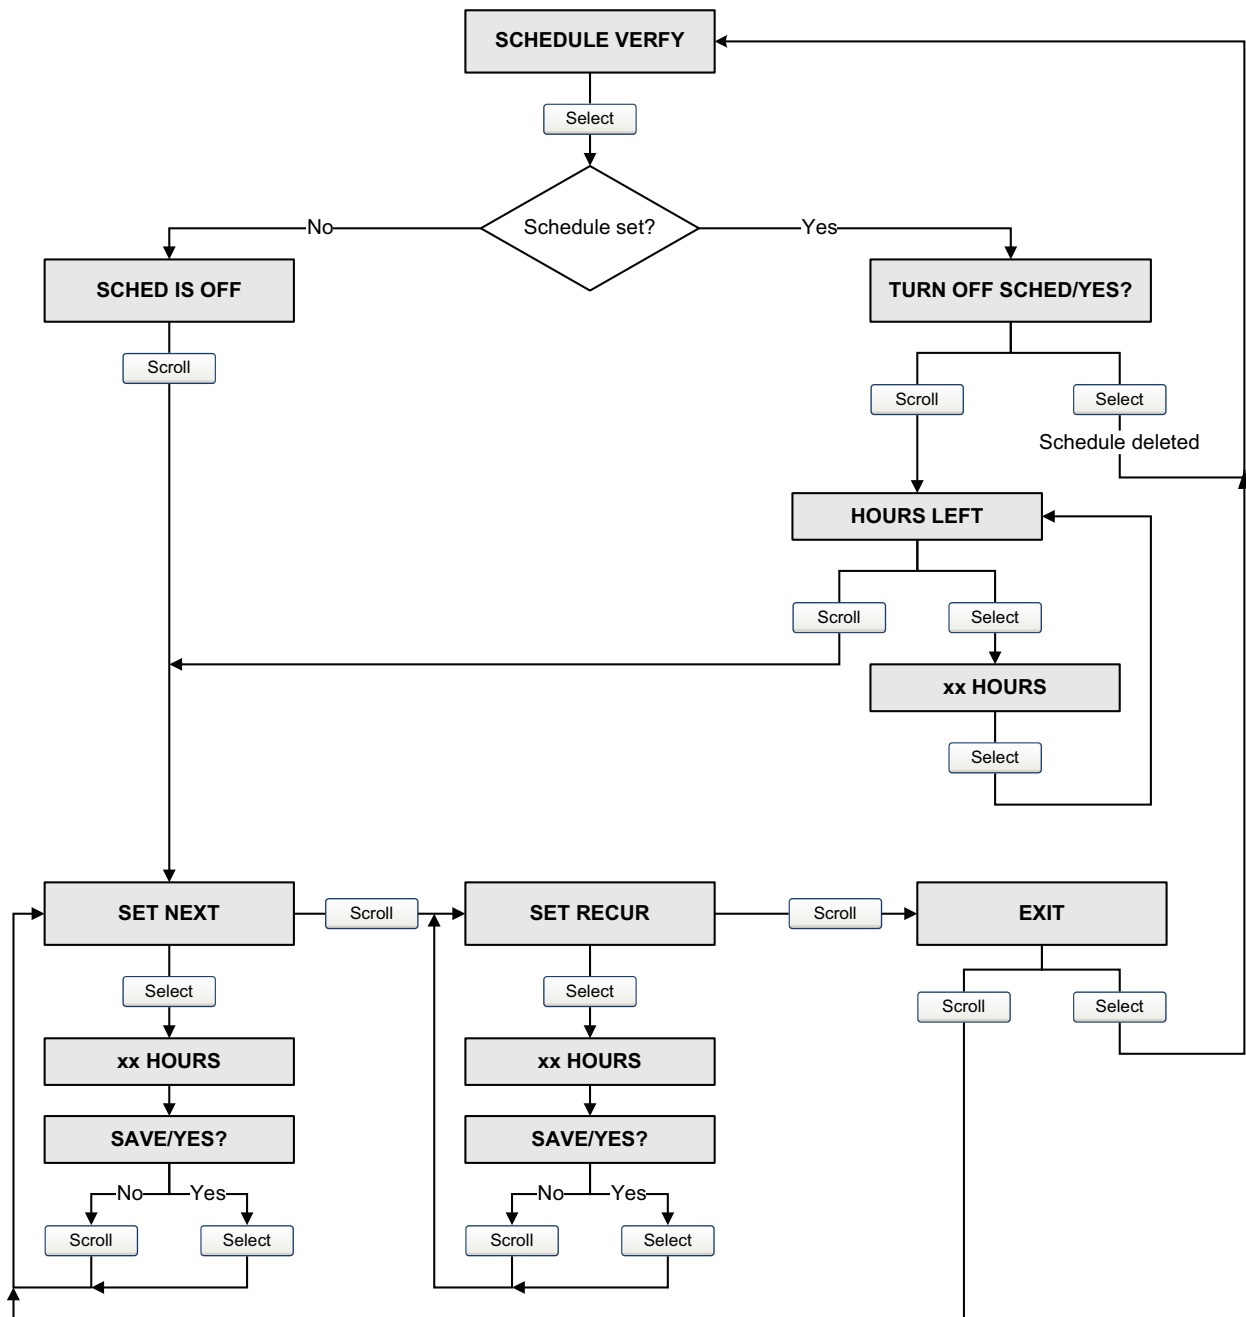 SCHEDULE VERFY
Select
Schedule set?
No
Yes
SCHED IS OFF
TURN OFF SCHED/YES?
Scroll
Scroll
Select
Schedule deleted
HOURS LEFT
Scroll
Select
xx HOURS
Select
SET NEXT
Scroll
SET RECUR
Scroll
EXIT
Select
Select
Scroll
Select
xx HOURS
xx HOURS
SAVE/YES?
SAVE/YES?
No
Yes
No
Yes
Scroll
Select
Scroll
Select